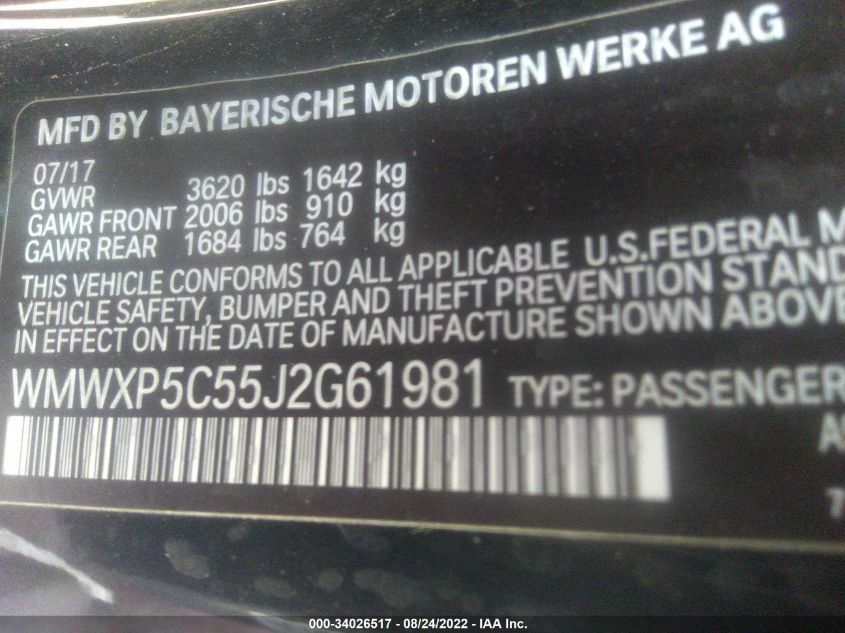 MFD BY BAYERISCHE MOTOREN WERKE AG
07/17
GVWR 3620 lbs 1642 kg
GAWR FRONT 2006 lbs 910 kg
GAWR REAR 1684 lbs 764 kg
THIS VEHICLE CONFORMS TO ALL APPLICABLE U.S.FEDERAL M
VEHICLE SAFETY, BUMPER AND THEFT PREVENTION STAND
IN EFFECT ON THE DATE OF MANUFACTURE SHOWN ABOVE
WMWXP5C55J2G61981 TYPE: PASSENGER
000-34026517 - 08/24/2022 - IAA Inc.